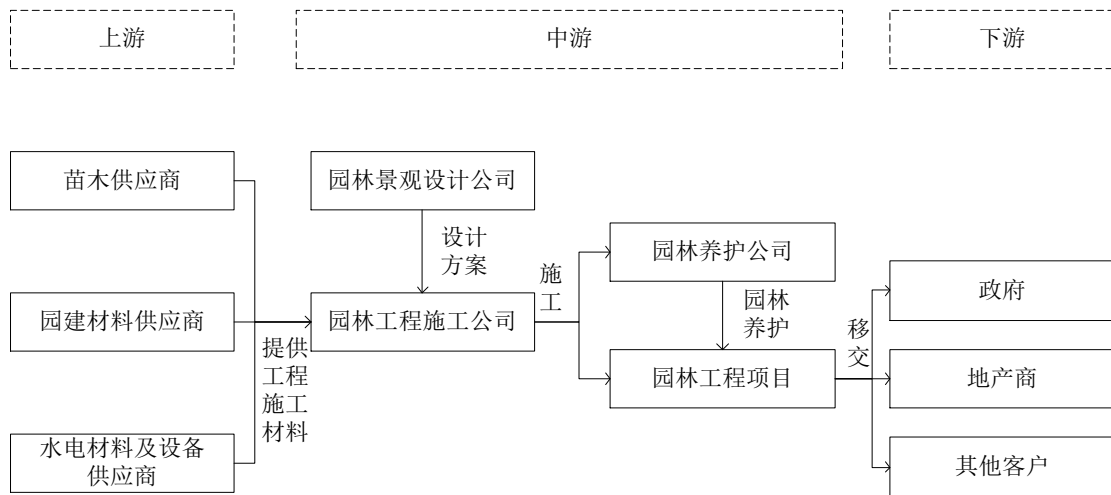 上游
中游
下游
苗木供应商
园林景观设计公司
设计
方案
园林养护公司
施
工
园建材料供应商
园林工程施工公司
园林
养护
政府
提供
工程
施工
材料
园林工程项目
移
交
地产商
水电材料及设备
供应商
其他客户